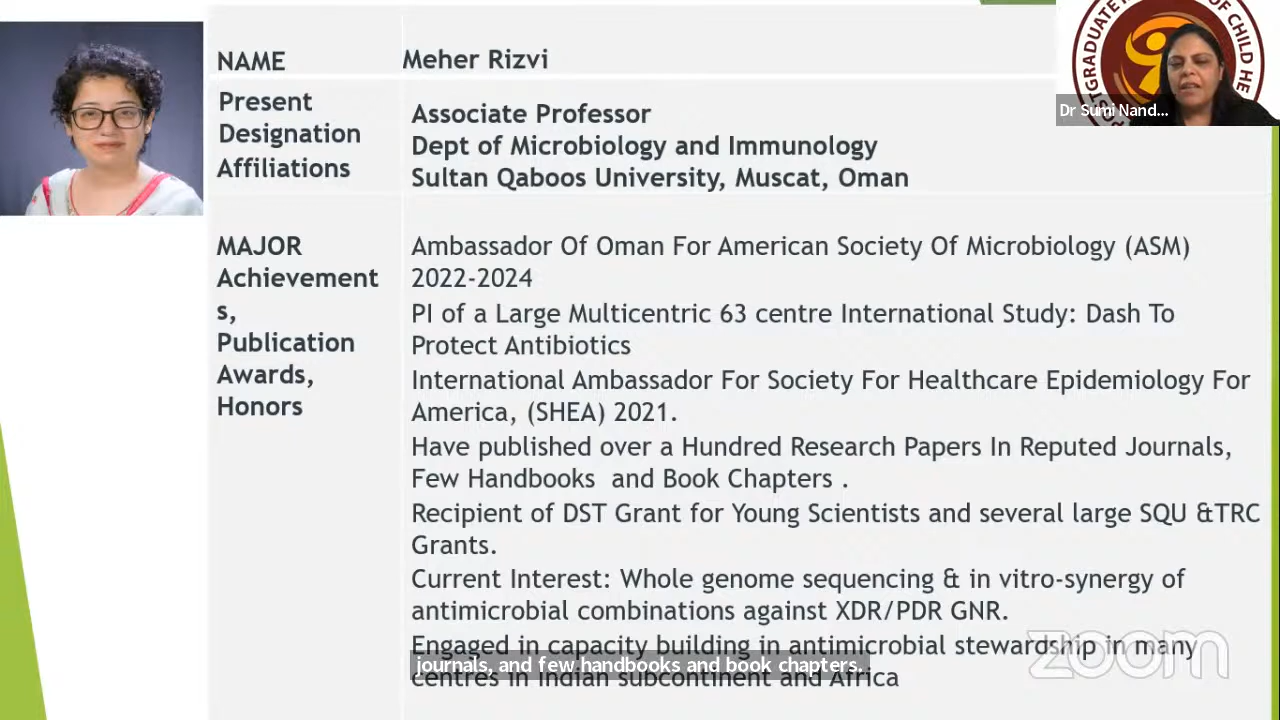 NAME
Meher Rizvi
Present
Designation
Affiliations
Associate Professor
Dept of Microbiology and Immunology
Sultan Qaboos University, Muscat, Oman
MAJOR
Achievement
s,
Publication
Awards,
Honors
Ambassador Of Oman For American Society Of Microbiology (ASM)
2022-2024
PI of a Large Multicentric 63 centre International Study: Dash To
Protect Antibiotics
International Ambassador For Society For Healthcare Epidemiology For
America, (SHEA) 2021.
Have published over a Hundred Research Papers In Reputed Journals,
Few Handbooks and Book Chapters .
Recipient of DST Grant for Young Scientists and several large SQU &TRC
Grants.
Current Interest: Whole genome sequencing & in vitro-synergy of
antimicrobial combinations against XDR/PDR GNR.
Engaged in capacity building in antimicrobial stewardship in many
centres in Indian subcontinent and Africa
journals, and few handbooks and book chapters.
Dr Sumi Nand...
OF CHILD HE
zoom